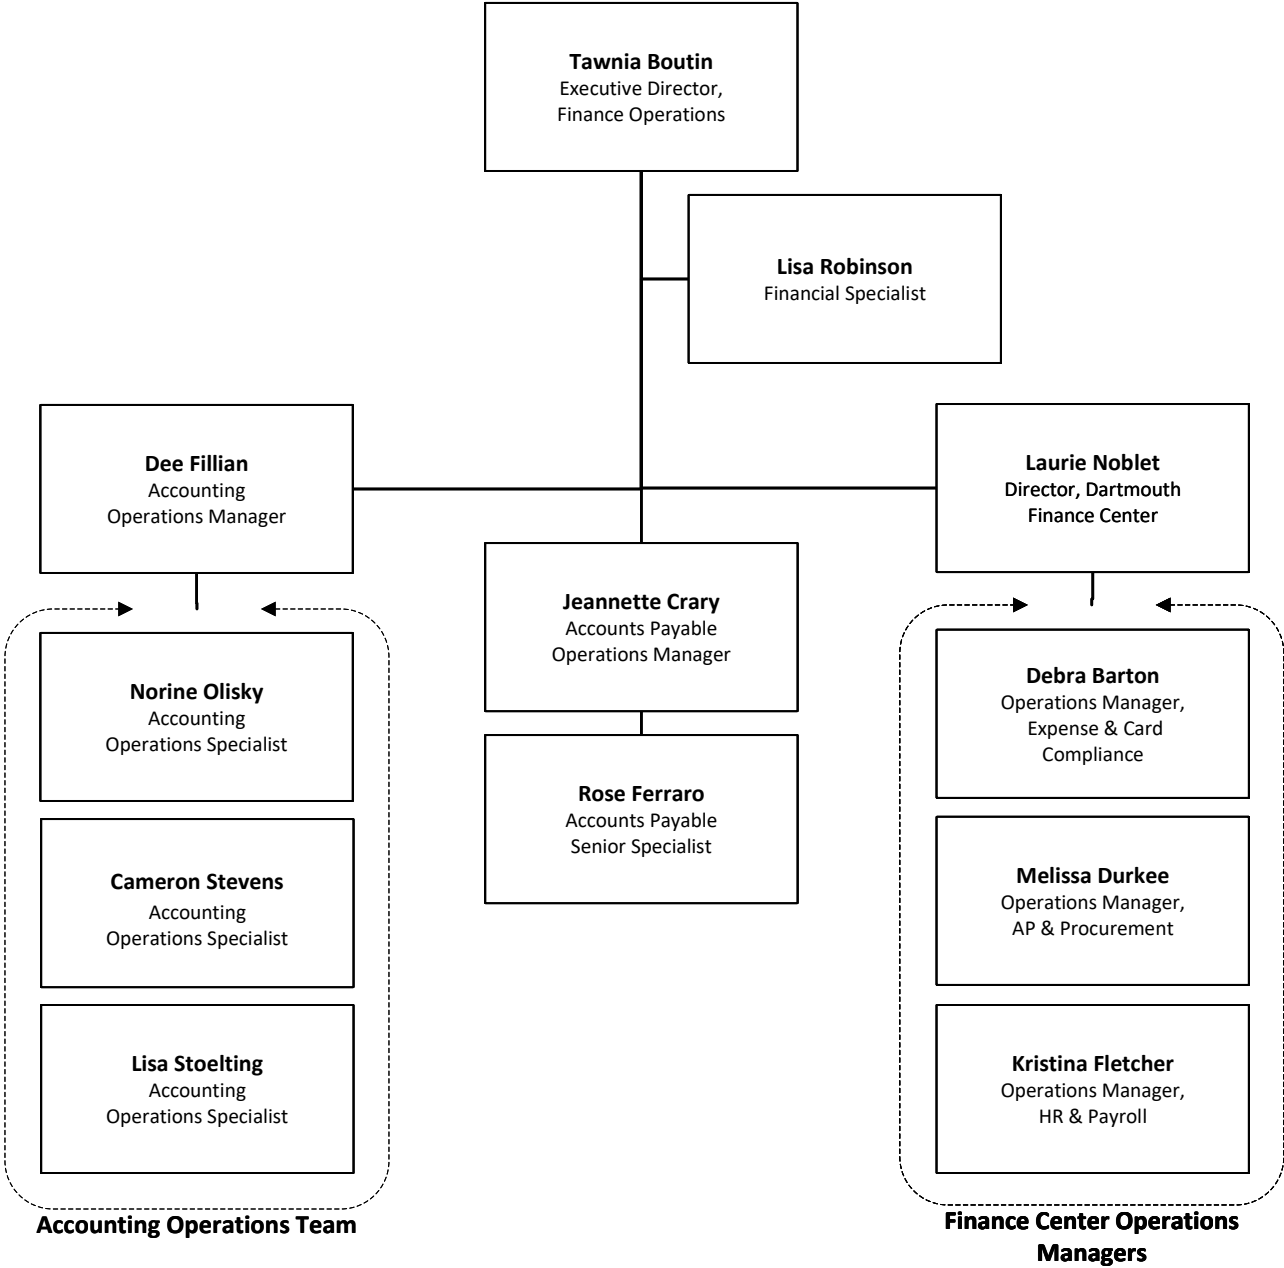 Tawnia Boutin
Executive Director,
Finance Operations
Lisa Robinson
Financial Specialist
Dee Fillian
Accounting
Operations Manager
Laurie Noblet
Director, Dartmouth
Finance Center
Jeannette Crary
Accounts Payable
Operations Manager
Rose Ferraro
Accounts Payable
Senior Specialist
Norine Olisky
Accounting
Operations Specialist
Cameron Stevens
Accounting
Operations Specialist
Lisa Stoelting
Accounting
Operations Specialist
Accounting Operations Team
Debra Barton
Operations Manager,
Expense & Card
Compliance
Melissa Durkee
Operations Manager,
AP & Procurement
Kristina Fletcher
Operations Manager,
HR & Payroll
Finance Center Operations
Managers